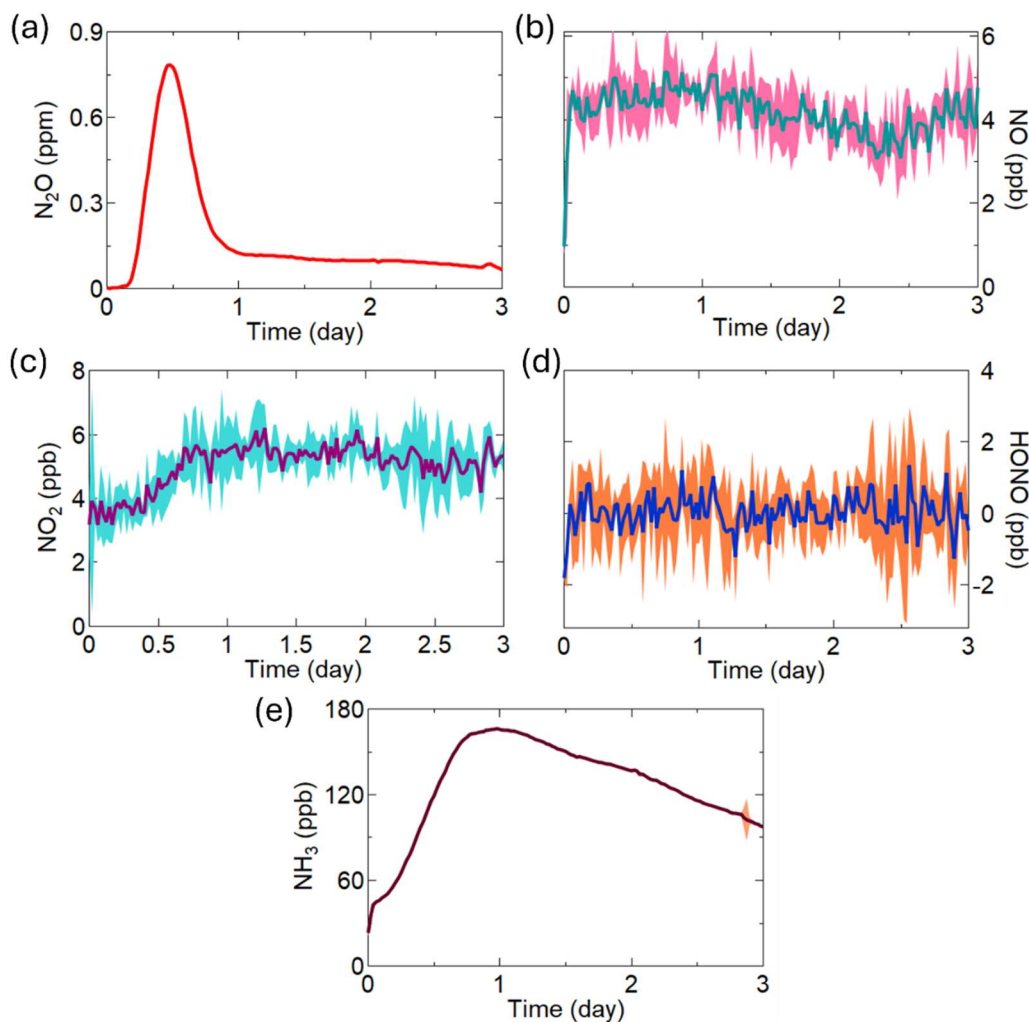 (a)
0.9
0.6
0.3
0
N₂O (ppm)
0 1 2 3
Time (day)
(b)
6
4
2
0
NO (ppb)
0 1 2 3
Time (day)
(c)
8
6
4
2
0
NO₂ (ppb)
0 0.5 1 1.5 2 2.5 3
Time (day)
(d)
4
2
0
-2
HONO (ppb)
0 1 2 3
Time (day)
(e)
180
120
60
0
NH₃ (ppb)
0 1 2 3
Time (day)